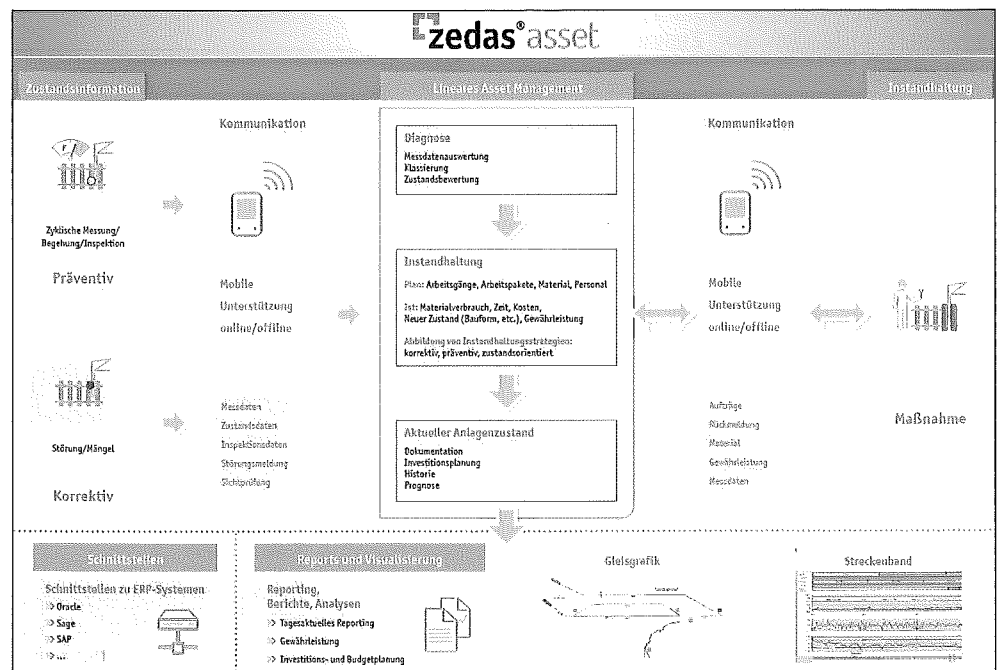 zedas®asset
Zustandsinformation
Lineares Asset Management
Instandhaltung
Zyklische Messung/
Begehung/Inspektion
Präventiv
Störung/Mängel
Korrektiv
Kommunikation
Mobile
Unterstützung
online/offline
Messdaten
Zustandsdaten
Inspektionsdaten
Störungsmeldung
Sichtprüfung
Diagnose
Messdatenauswertung
Klassierung
Zustandsbewertung
Instandhaltung
Plan: Arbeitsgänge, Arbeitspakete, Material, Personal
Ist: Materialverbrauch, Zeit, Kosten,
Neuer Zustand (Bauform, etc.), Gewährleistung
Abbildung von Instandhaltungsstrategien:
korrektiv, präventiv, zustandsorientiert
Aktueller Anlagenzustand
Dokumentation
Investitionsplanung
Historie
Prognose
Kommunikation
Mobile
Unterstützung
online/offline
Aufträge
Rückmeldung
Material
Gewährleistung
Messdaten
Maßnahme
Schnittstellen
Schnittstellen zu ERP-Systemen
>> Oracle
>> Sage
>> SAP
>> ...
Reports und Visualisierung
Reporting,
Berichte, Analysen
>> Tagesaktuelles Reporting
>> Gewährleistung
>> Investitions- und Budgetplanung
Gleisgrafik
Streckenband